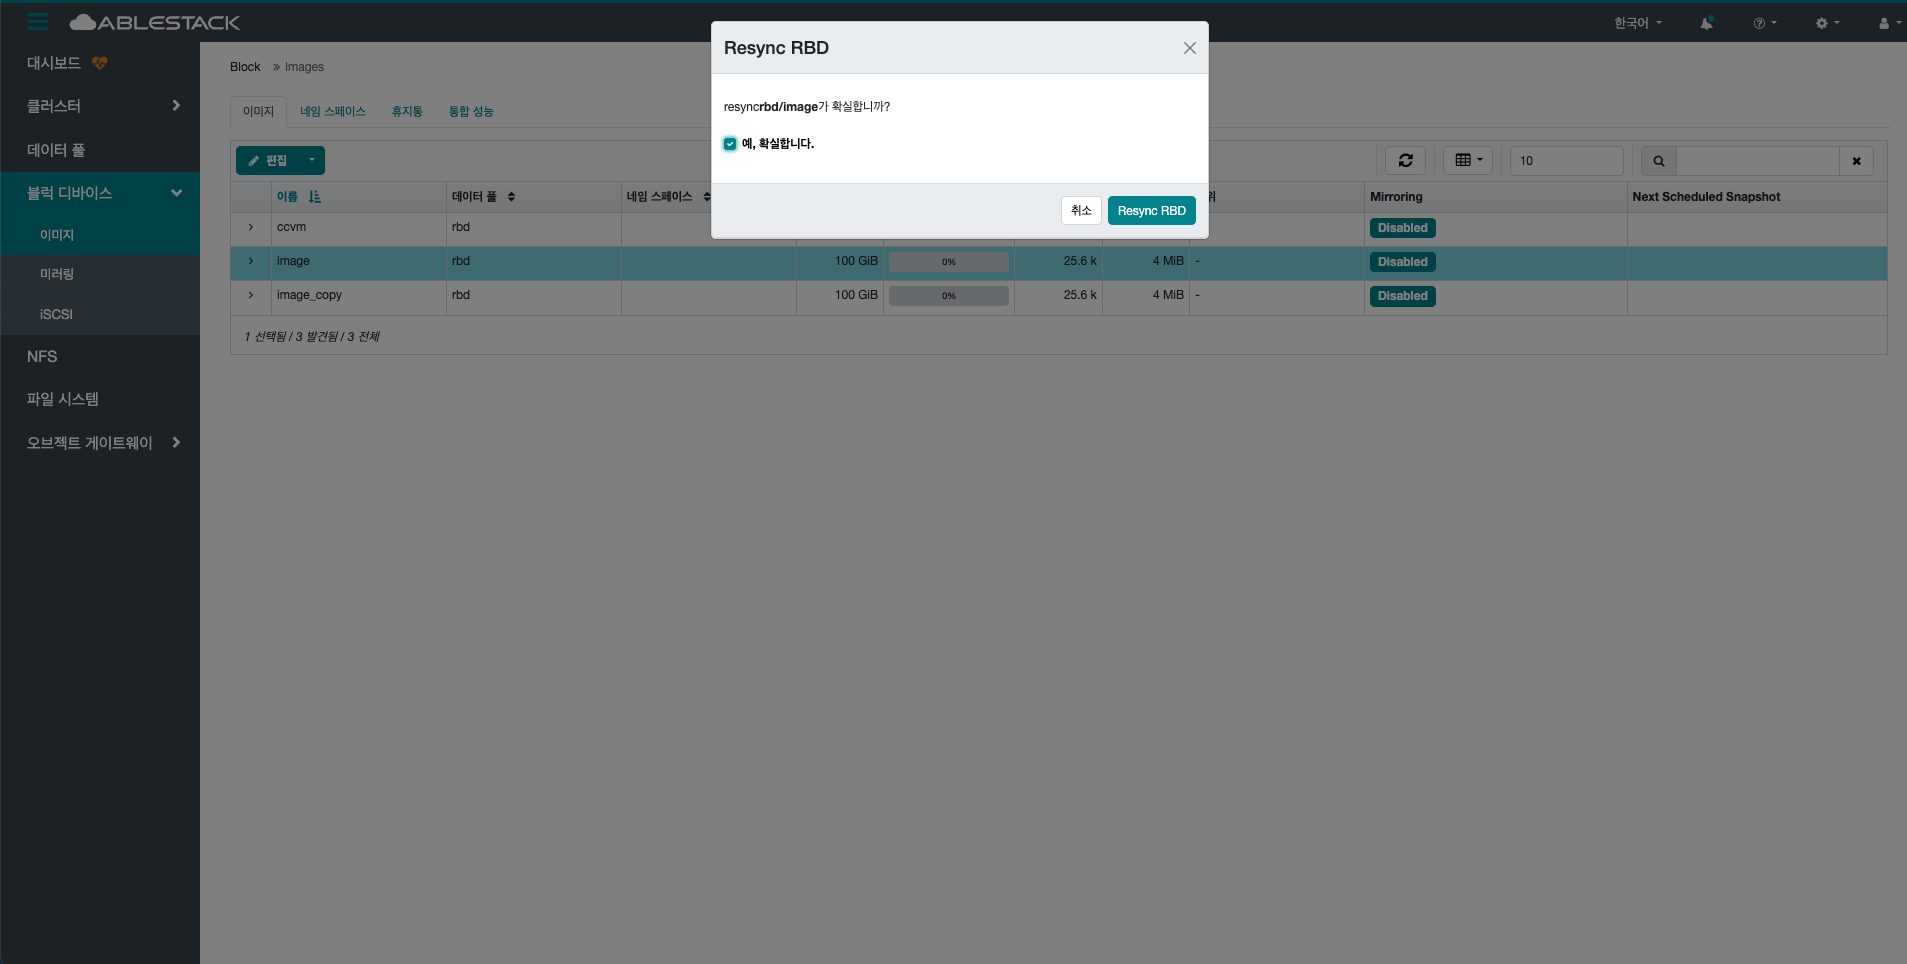 ABLESTACK
한국어
대시보드
클러스터
데이터 풀
블럭 디바이스
이미지
미러링
iSCSI
NFS
파일 시스템
오브젝트 게이트웨이
Block » Images
이미지 네임 스페이스 휴지통 통합 성능
Resync RBD
resyncrbd/image가 확실합니까?
예, 확실합니다.
취소 Resync RBD
편집 10
이름 데이터 풀 네임 스페이스 위 Mirroring Next Scheduled Snapshot
ccvm rbd Disabled
image rbd 100 GiB 0% 25.6 k 4 MiB - Disabled
image_copy rbd 100 GiB 0% 25.6 k 4 MiB - Disabled
1 선택됨 / 3 발견됨 / 3 전체